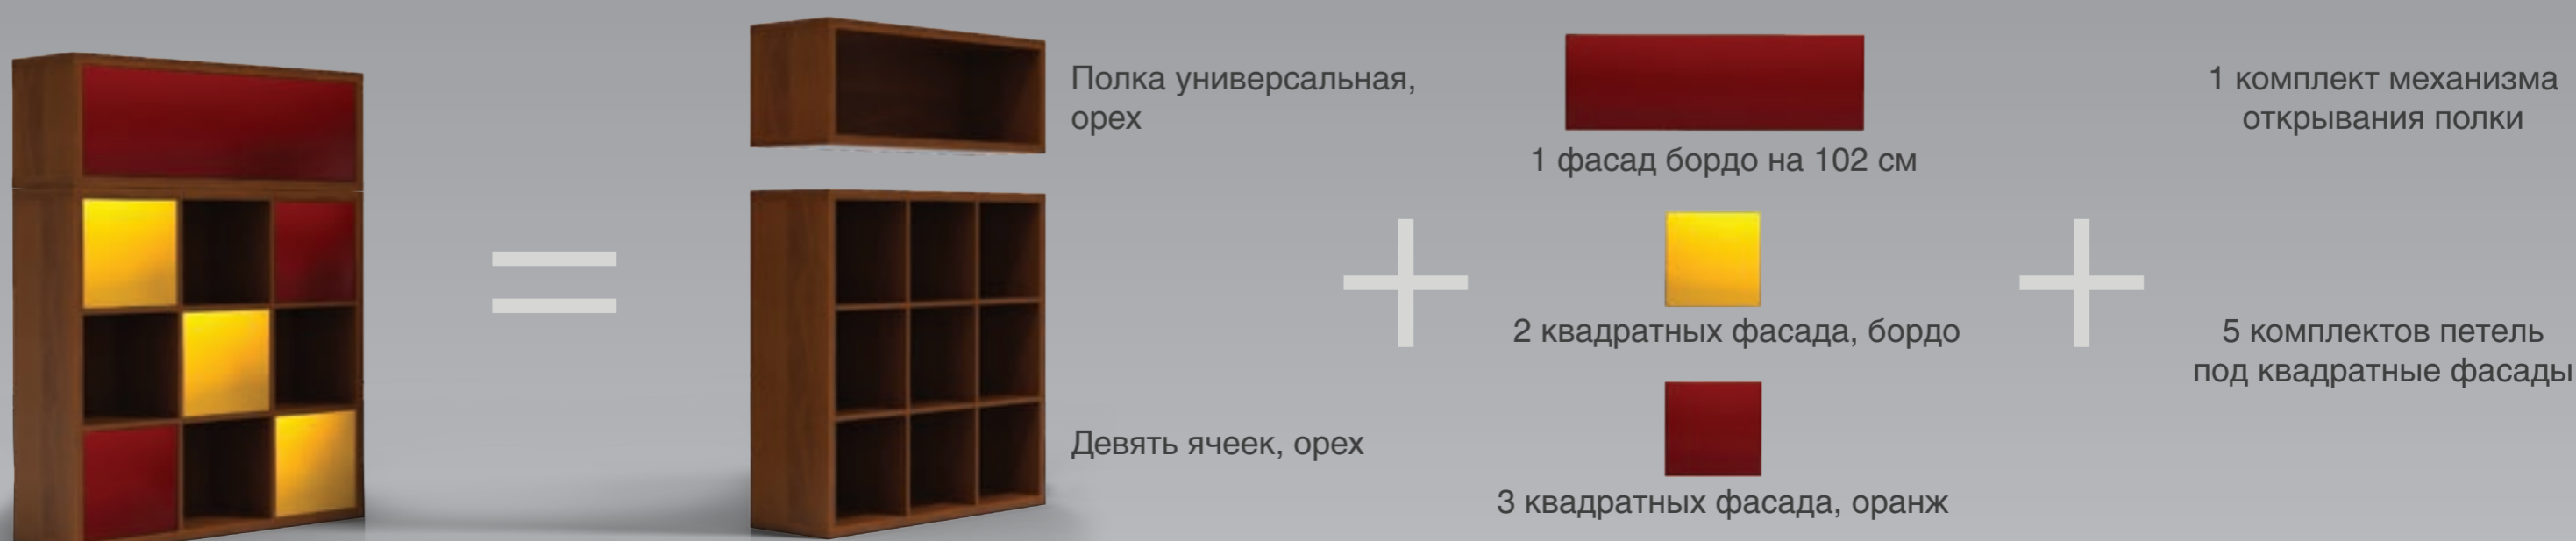 Полка универсальная,
орех
Девять ячеек, орех
1 фасад бордо на 102 см
2 квадратных фасада, бордо
3 квадратных фасада, оранж
1 комплект механизма
открывания полки
5 комплектов петель
под квадратные фасады